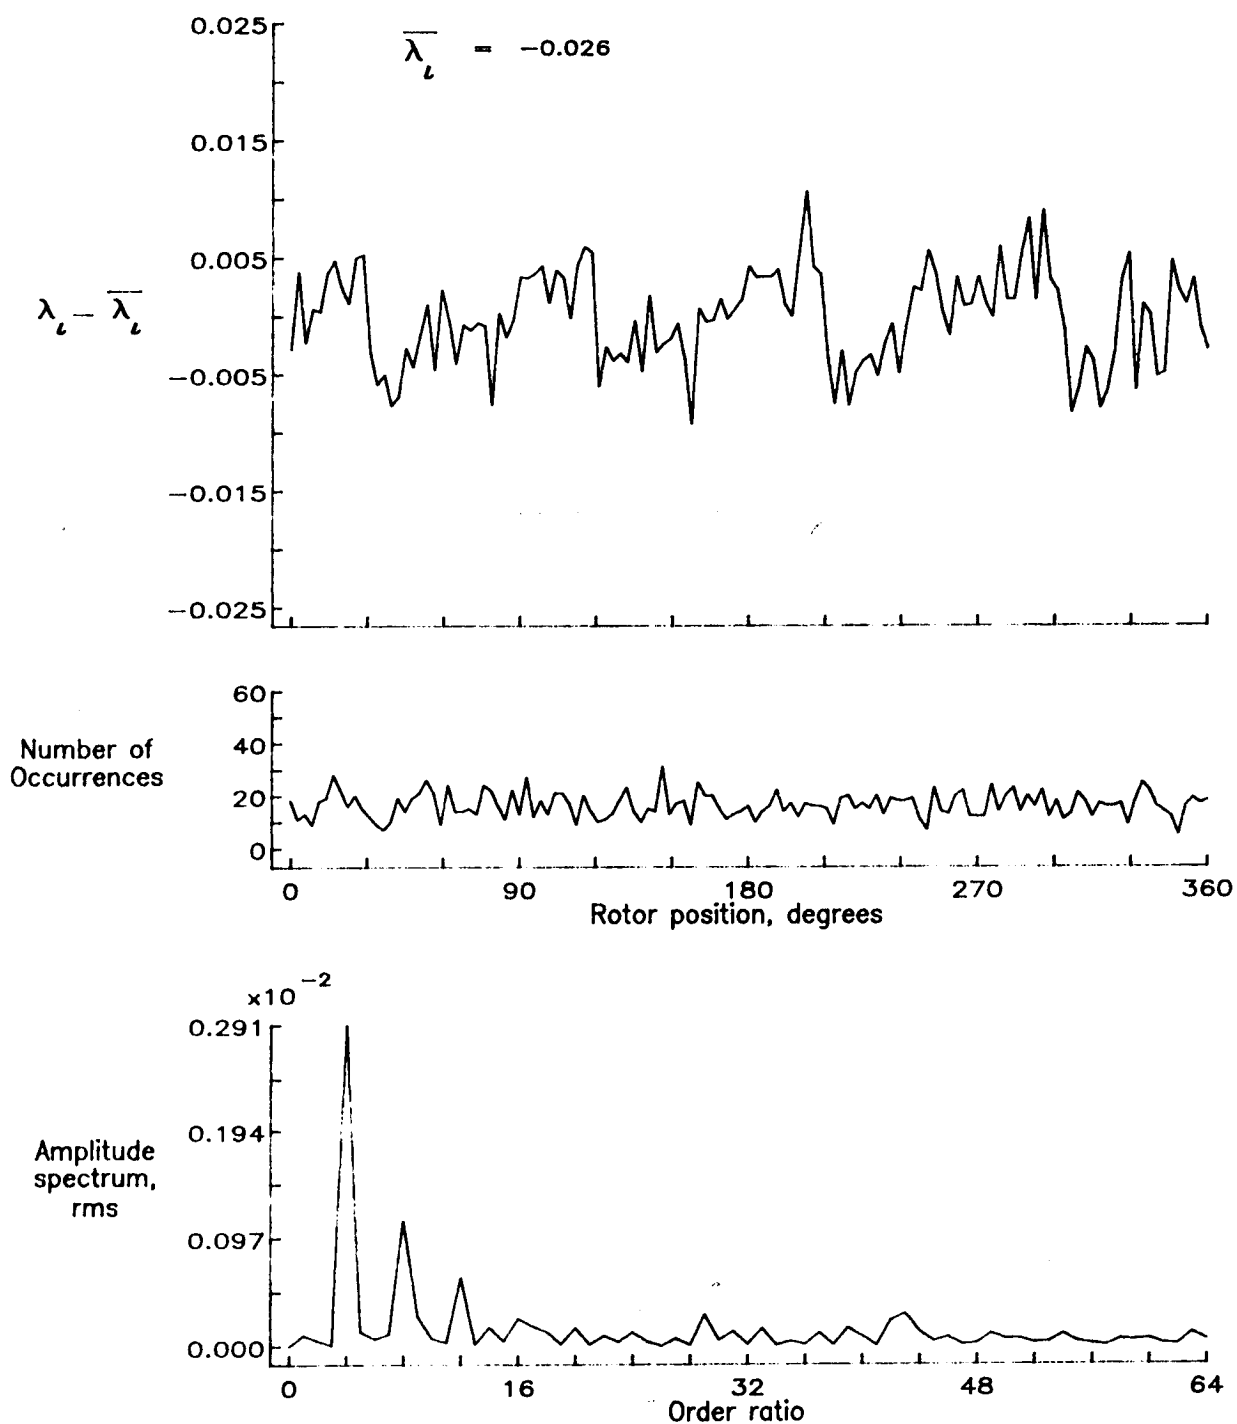 0.025
λ̅ι = −0.026
0.015
0.005
λι − λ̅ι
−0.005
−0.015
−0.025
60
Number of
Occurrences
40
20
0
0 90 180 270 360
Rotor position, degrees
x10 −2
0.291
0.194
Amplitude
spectrum,
rms
0.097
0.000
0 16 32 48 64
Order ratio